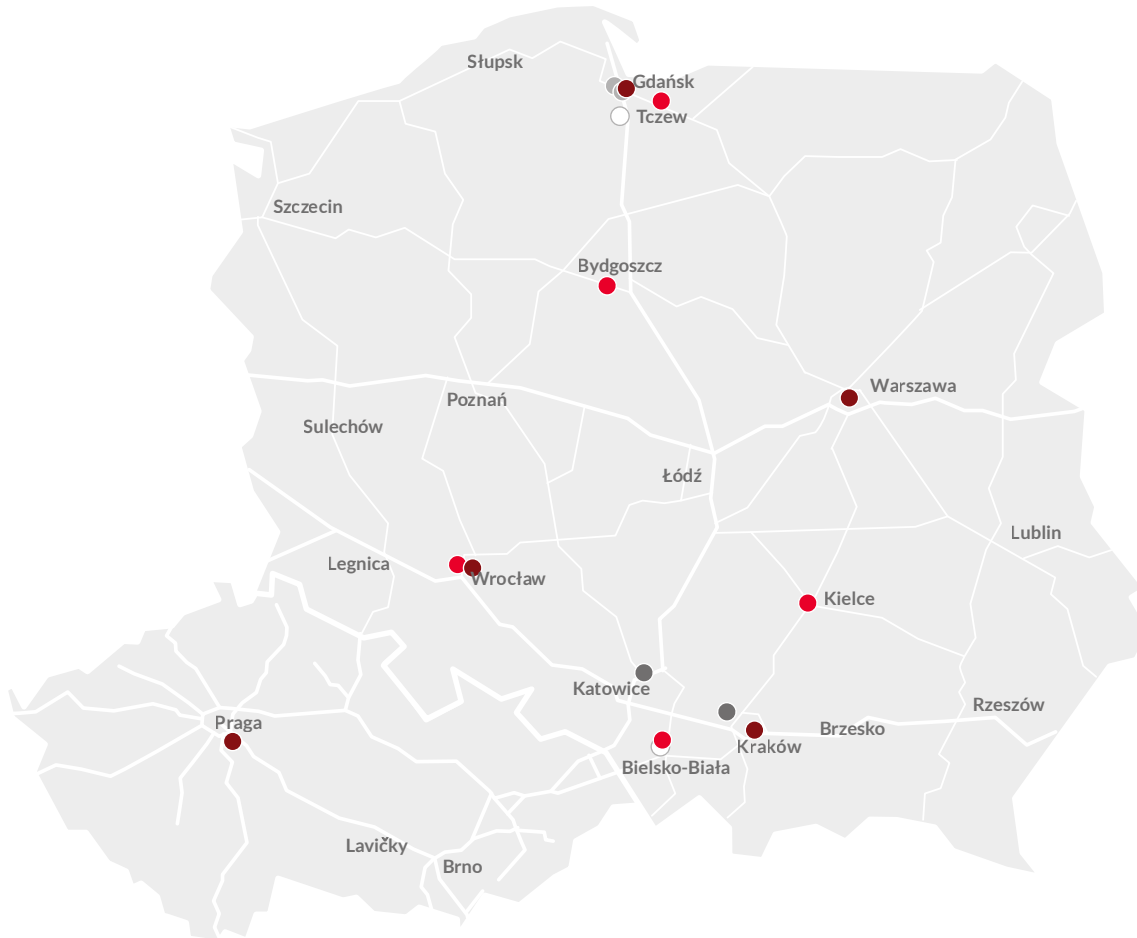 Słupsk
Gdańsk
Tczew
Szczecin
Bydgoszcz
Warszawa
Poznań
Sulechów
Łódź
Lublin
Legnica
Wrocław
Kielce
Katowice
Rzeszów
Praga
Brzesko
Kraków
Bielsko-Biała
Lavičky
Brno